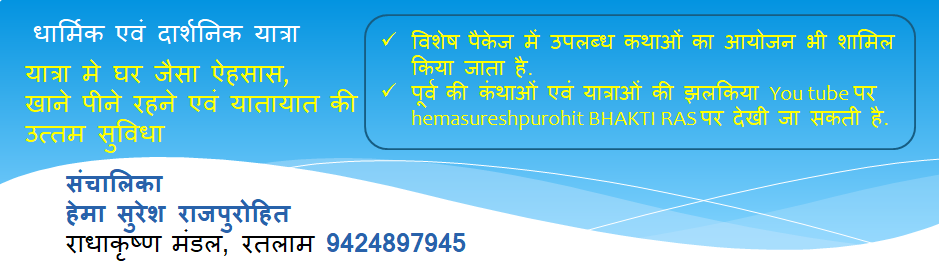 धार्मिक एवं दार्शनिक यात्रा
यात्रा मे घर जैसा ऐहसास,
खाने पीने रहने एवं यातायात की
उत्तम सुविधा
✓ विशेष पैकेज में उपलब्ध कथाओं का आयोजन भी शामिल
किया जाता है.
✓ पूर्व की कंथाओं एवं यात्राओं की झलकिया You tube पर
hemasureshpurohit BHAKTI RAS पर देखी जा सकती है.
संचालिका
हेमा सुरेश राजपुरोहित
राधाकृष्ण मंडल, रतलाम 9424897945